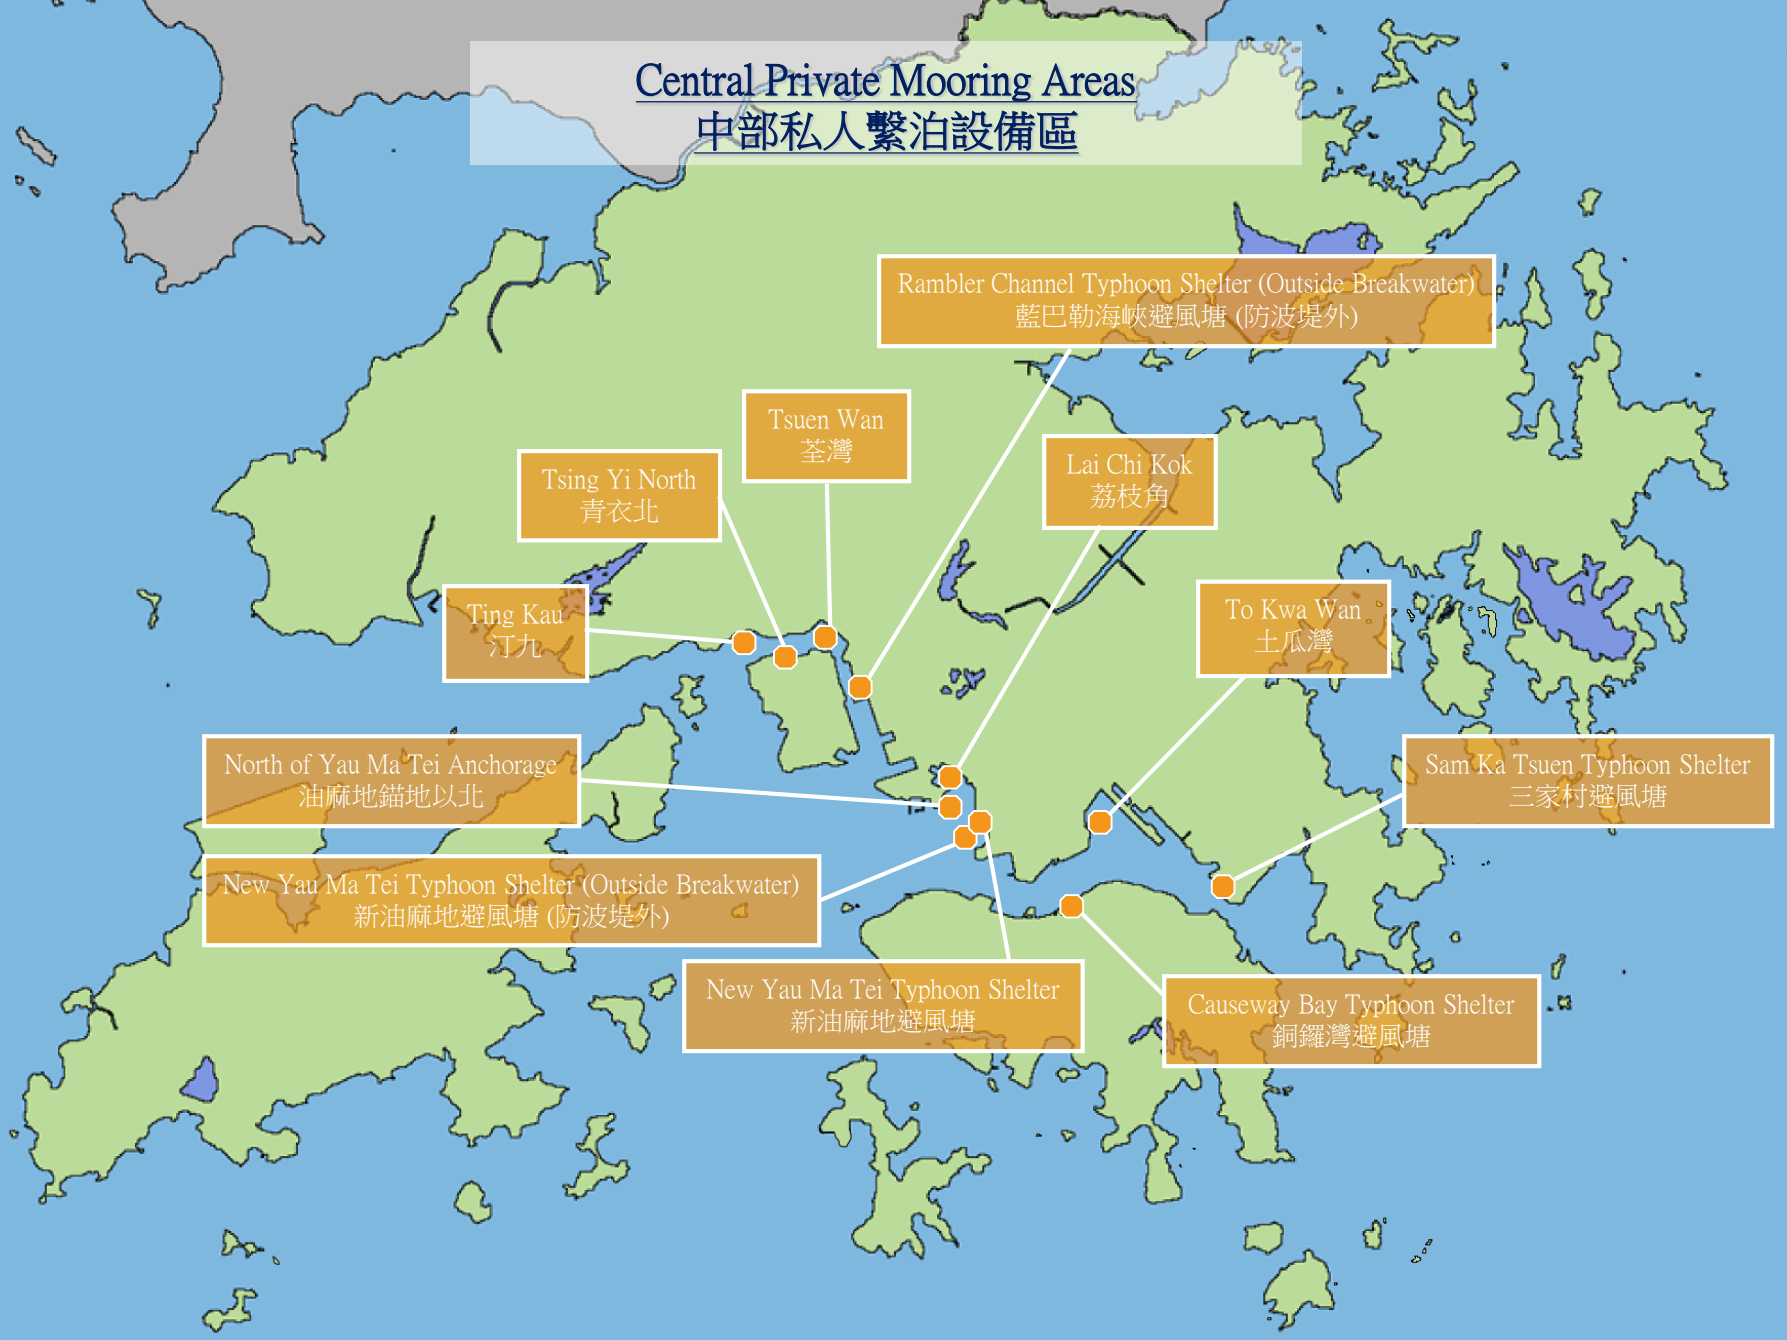 Central Private Mooring Areas
中部私人繫泊設備區
Rambler Channel Typhoon Shelter (Outside Breakwater)
藍巴勒海峽避風塘 (防波堤外)
Tsuen Wan
荃灣
Lai Chi Kok
荔枝角
Tsing Yi North
青衣北
Ting Kau
汀九
To Kwa Wan
土瓜灣
North of Yau Ma Tei Anchorage
油麻地錨地以北
Sam Ka Tsuen Typhoon Shelter
三家村避風塘
New Yau Ma Tei Typhoon Shelter (Outside Breakwater)
新油麻地避風塘 (防波堤外)
New Yau Ma Tei Typhoon Shelter
新油麻地避風塘
Causeway Bay Typhoon Shelter
銅鑼灣避風塘